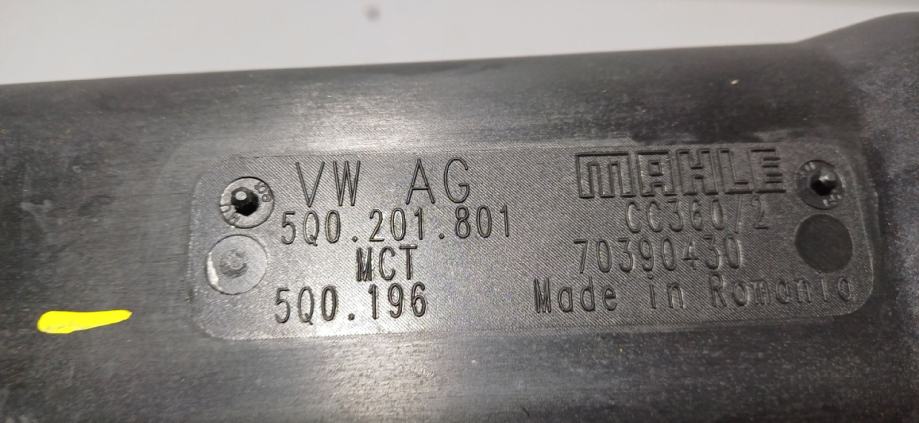 VW AG
5Q0.201.801
MCT
5Q0.196
MAHLE
CC360/2
70390430
Made in Romania